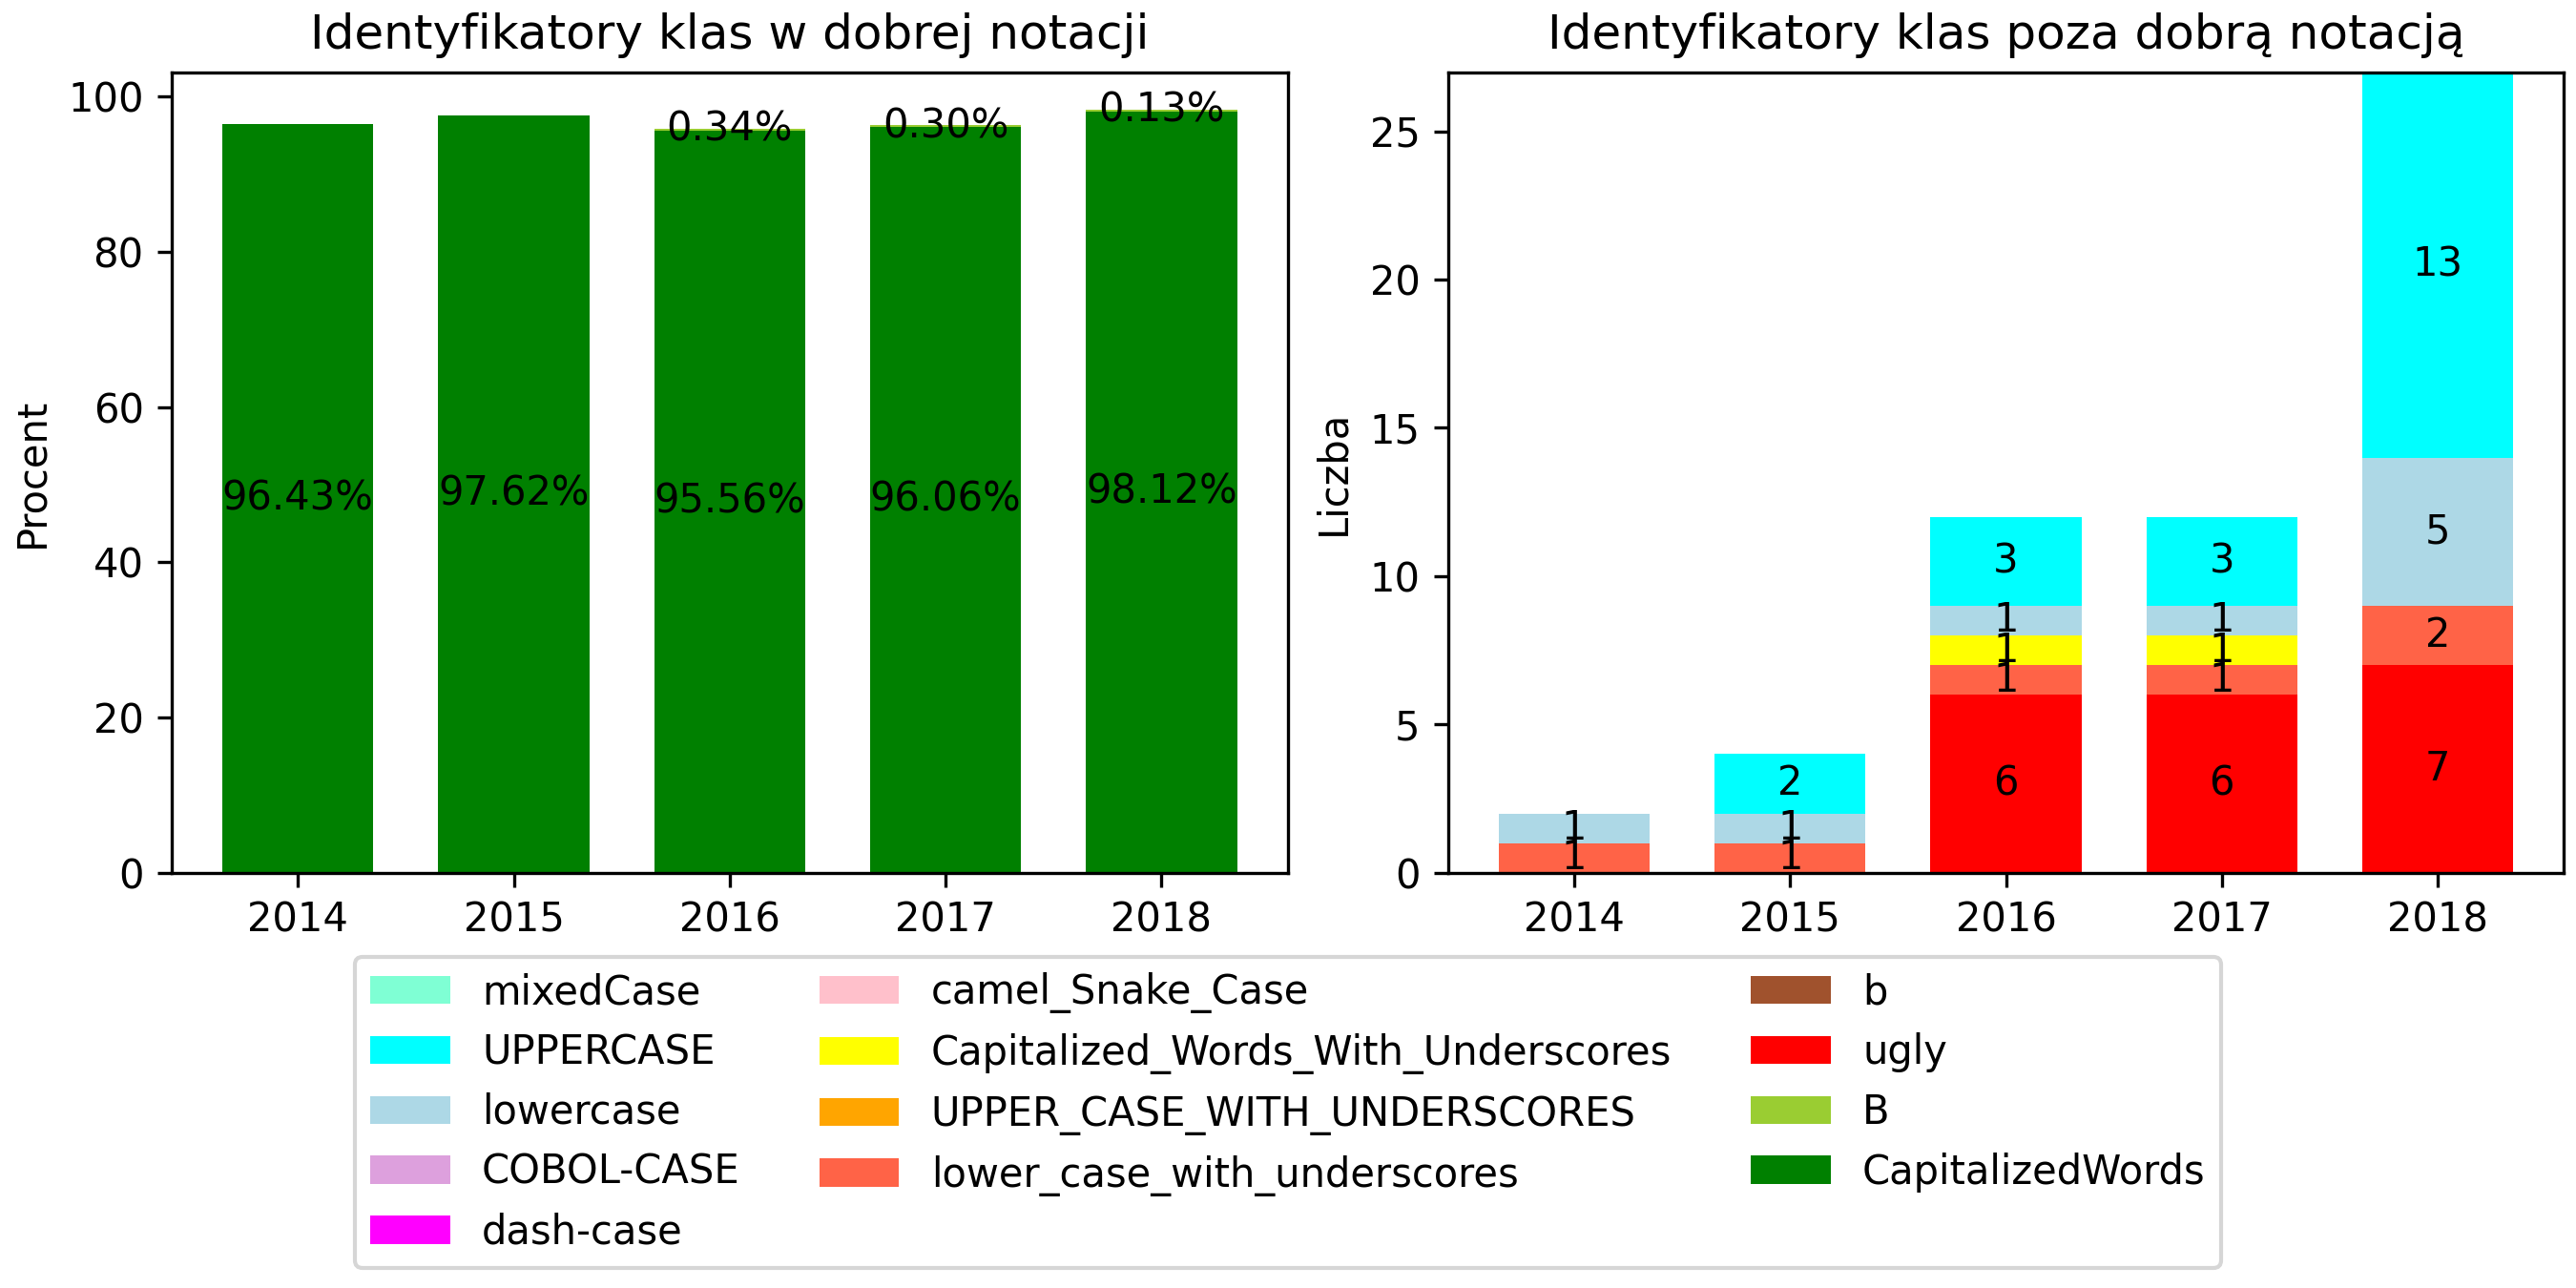 Identyfikatory klas w dobrej notacji
Procent
100
80
60
40
20
0
0.34%
0.30%
0.13%
96.43%
97.62%
95.56%
96.06%
98.12%
2014
2015
2016
2017
2018
Identyfikatory klas poza dobrą notacją
Liczba
25
20
15
10
5
0
1
1
2
1
1
3
1
1
1
6
3
1
1
1
6
13
5
2
7
2014
2015
2016
2017
2018
mixedCase
UPPERCASE
lowercase
COBOL-CASE
dash-case
camel_Snake_Case
Capitalized_Words_With_Underscores
UPPER_CASE_WITH_UNDERSCORES
lower_case_with_underscores
b
ugly
B
CapitalizedWords